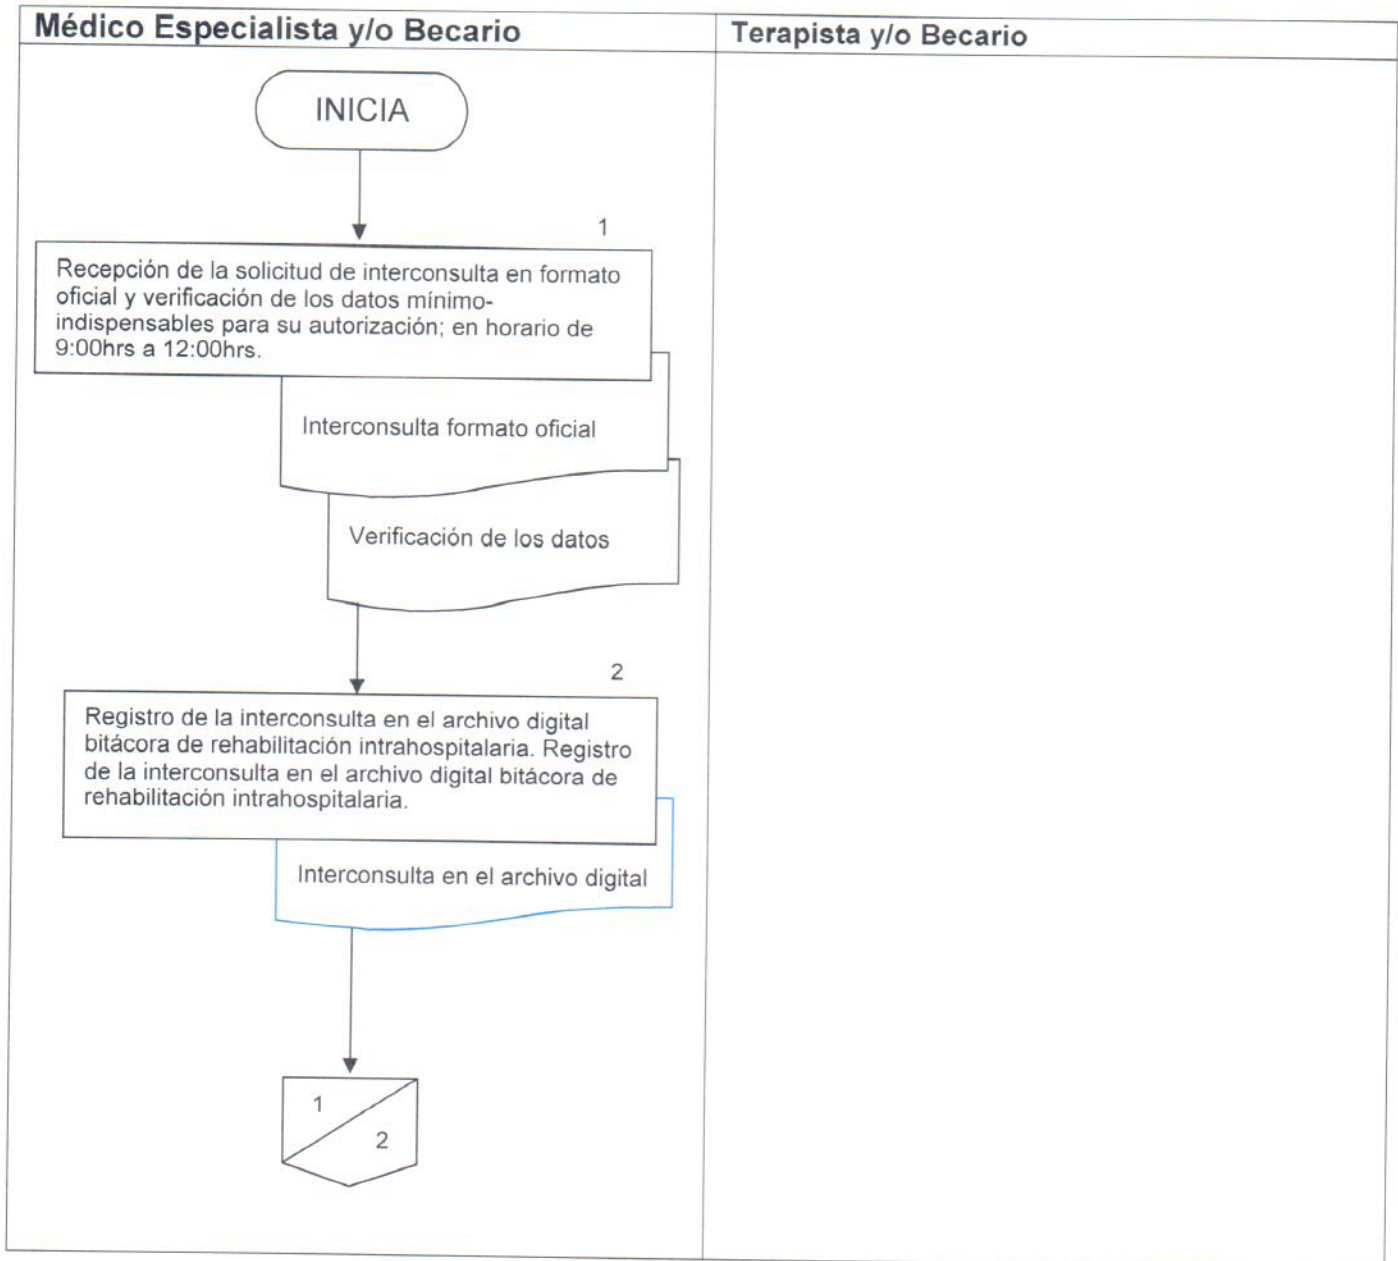 Médico Especialista y/o Becario
Terapista y/o Becario
INICIA
1
Recepción de la solicitud de interconsulta en formato
oficial y verificación de los datos mínimo-
indispensables para su autorización; en horario de
9:00hrs a 12:00hrs.
Interconsulta formato oficial
Verificación de los datos
2
Registro de la interconsulta en el archivo digital
bitácora de rehabilitación intrahospitalaria. Registro
de la interconsulta en el archivo digital bitácora de
rehabilitación intrahospitalaria.
Interconsulta en el archivo digital
1
2